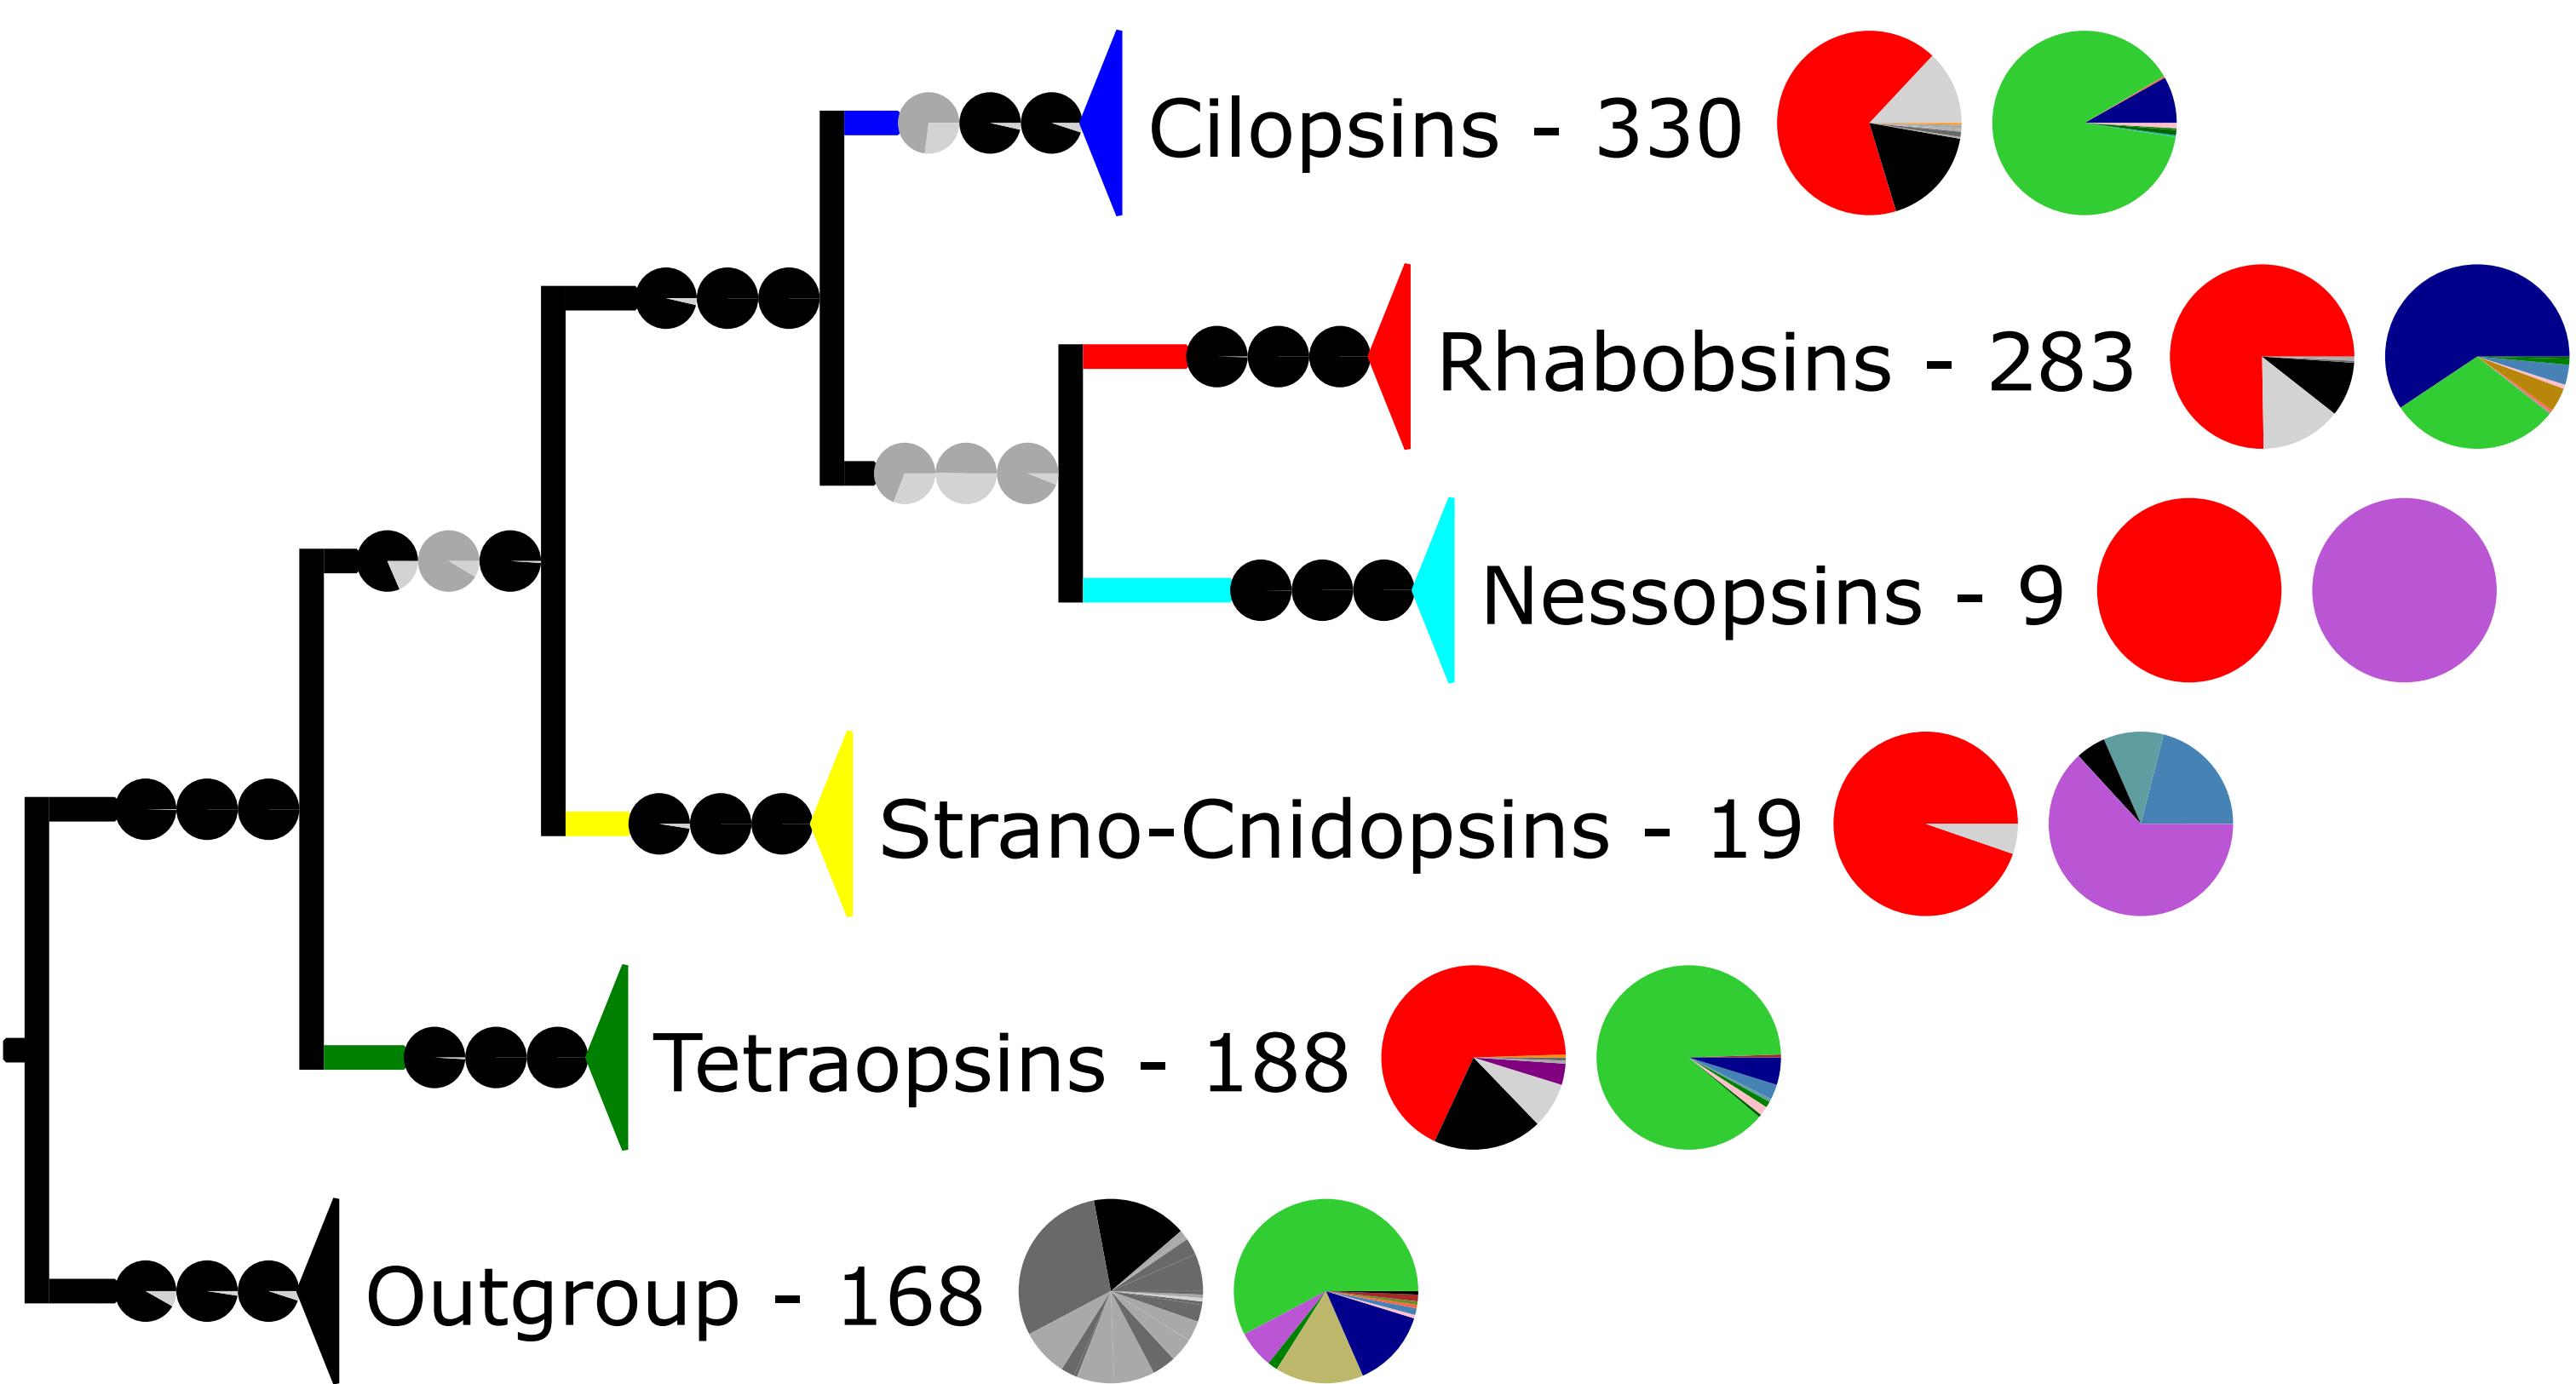 Cilopsins - 330
Rhabobsins - 283
Nessopsins - 9
Strano-Cnidopsins - 19
Tetraopsins - 188
Outgroup - 168